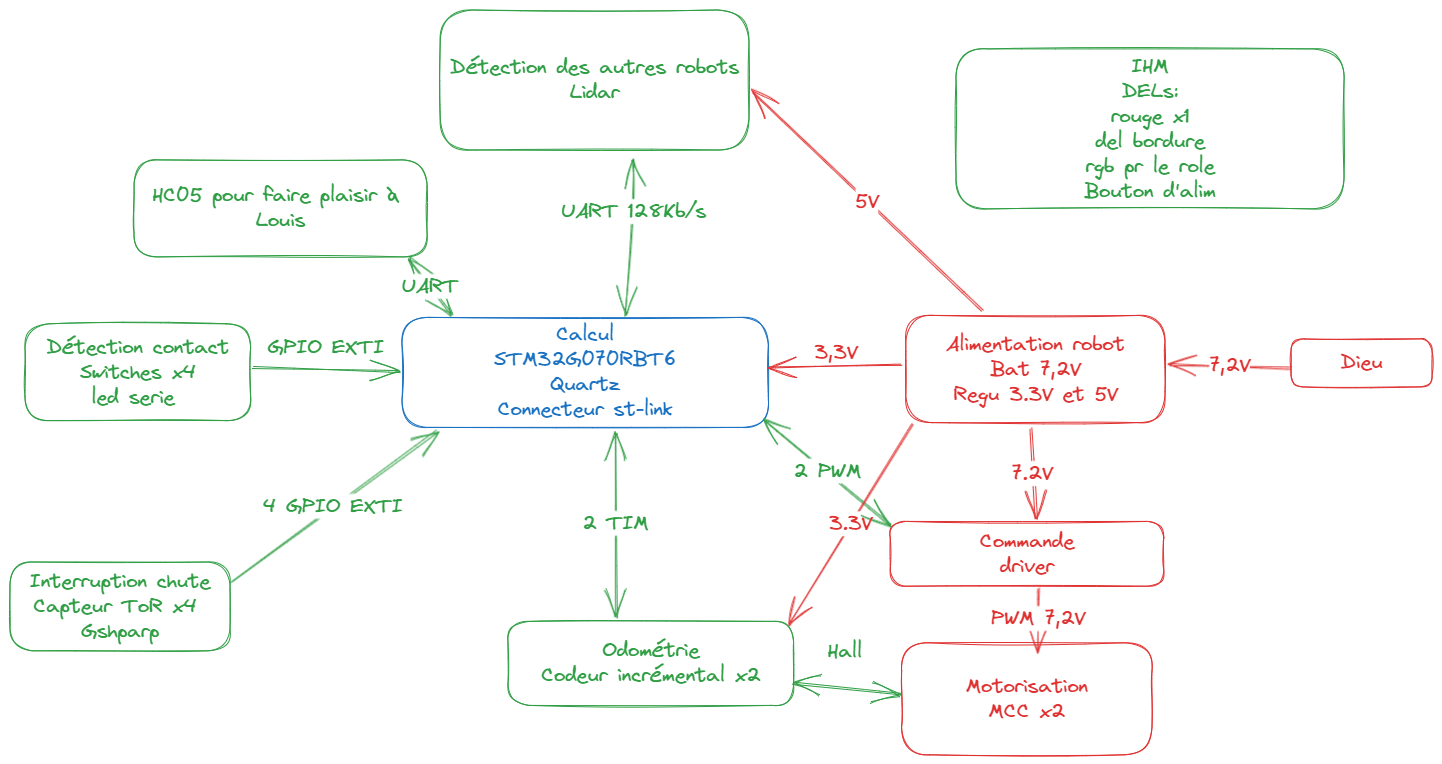 Détection des autres robots
Lidar
IHM
DELs:
rouge x1
del bordure
rgb pr le role
Bouton d'alim
HC05 pour faire plaisir à
Louis
5V
UART 128Kb/s
UART
Détection contact
Switches x4
led serie
GPIO EXTI
Calcul
STM32G070RBT6
Quartz
Connecteur st-link
3,3V
Alimentation robot
Bat 7,2V
Regu 3.3V et 5V
7,2V
Dieu
2 PWM
7.2V
4 GPIO EXTI
2 TIM
3.3V
Commande
driver
Interruption chute
Capteur ToR x4
Gshparp
PWM 7,2V
Odométrie
Codeur incrémental x2
Hall
Motorisation
MCC x2